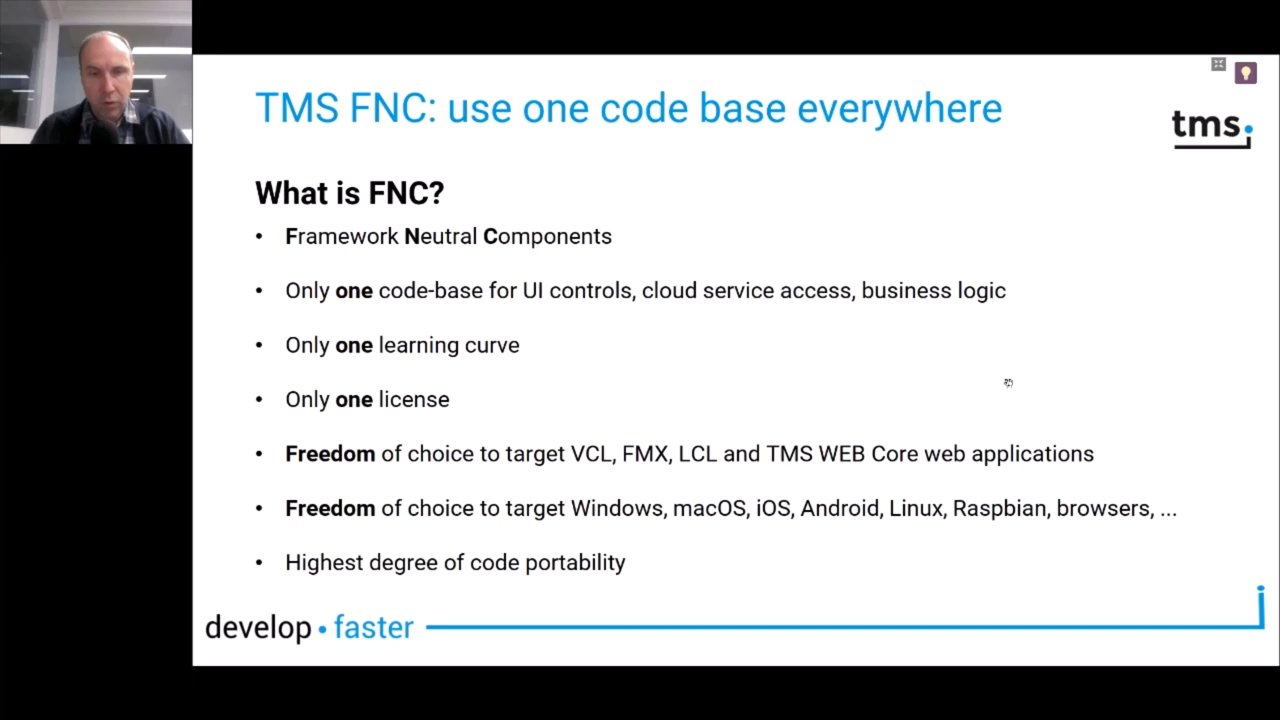 TMS FNC: use one code base everywhere
tms.
What is FNC?
• Framework Neutral Components
• Only one code-base for UI controls, cloud service access, business logic
• Only one learning curve
• Only one license
• Freedom of choice to target VCL, FMX, LCL and TMS WEB Core web applications
• Freedom of choice to target Windows, macOS, iOS, Android, Linux, Raspbian, browsers, ...
• Highest degree of code portability
develop • faster